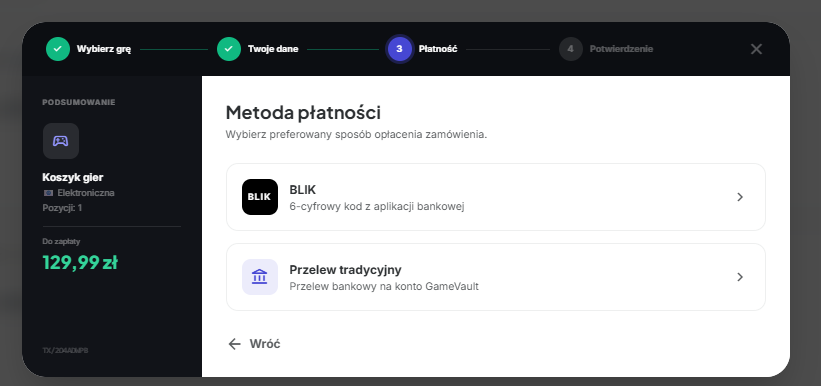 Wybierz grę
Twoje dane
3 Płatność
4 Potwierdzenie
PODSUMOWANIE
Koszyk gier
Elektroniczna
Pozycji: 1
Do zapłaty
129,99 zł
Metoda płatności
Wybierz preferowany sposób opłacenia zamówienia.
BLIK
BLIK
6-cyfrowy kod z aplikacji bankowej
Przelew tradycyjny
Przelew bankowy na konto GameVault
Wróć